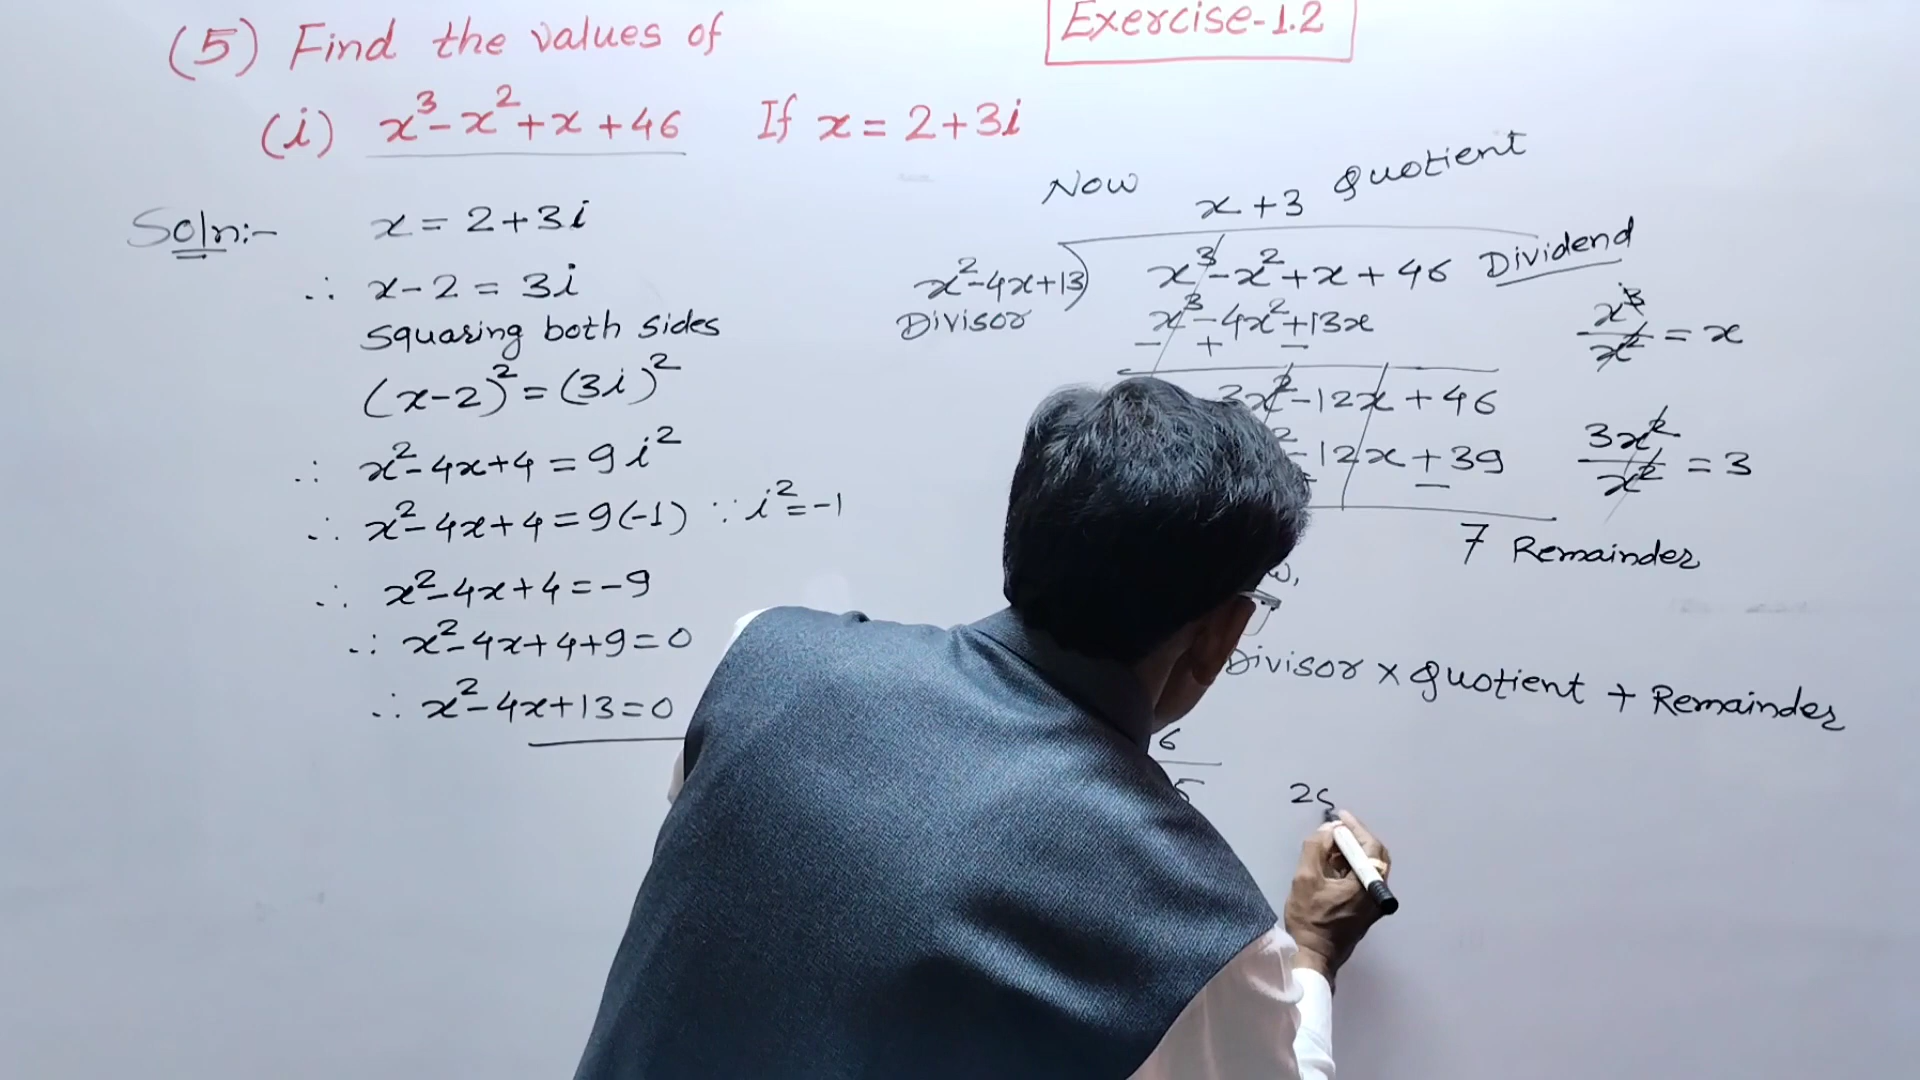 (5) Find the values of
Exercise-1.2
(i) x³-x²+x+46 If x = 2+3i
Soln:- x = 2+3i
∴ x-2 = 3i
squaring both sides
(x-2)² = (3i)²
∴ x²-4x+4 = 9i²
∴ x²-4x+4 = 9(-1) ∵ i²=-1
∴ x²-4x+4 = -9
∴ x²-4x+4+9=0
∴ x²-4x+13=0
Now
x+3 Quotient
x²-4x+13) x³-x²+x+46 Dividend
Divisor x³-4x²+13x
- + -
x³/x² = x
3x²-12x+46
-12x+39
-
3x²/x² = 3
7 Remainder
Divisor × Quotient + Remainder
6
5